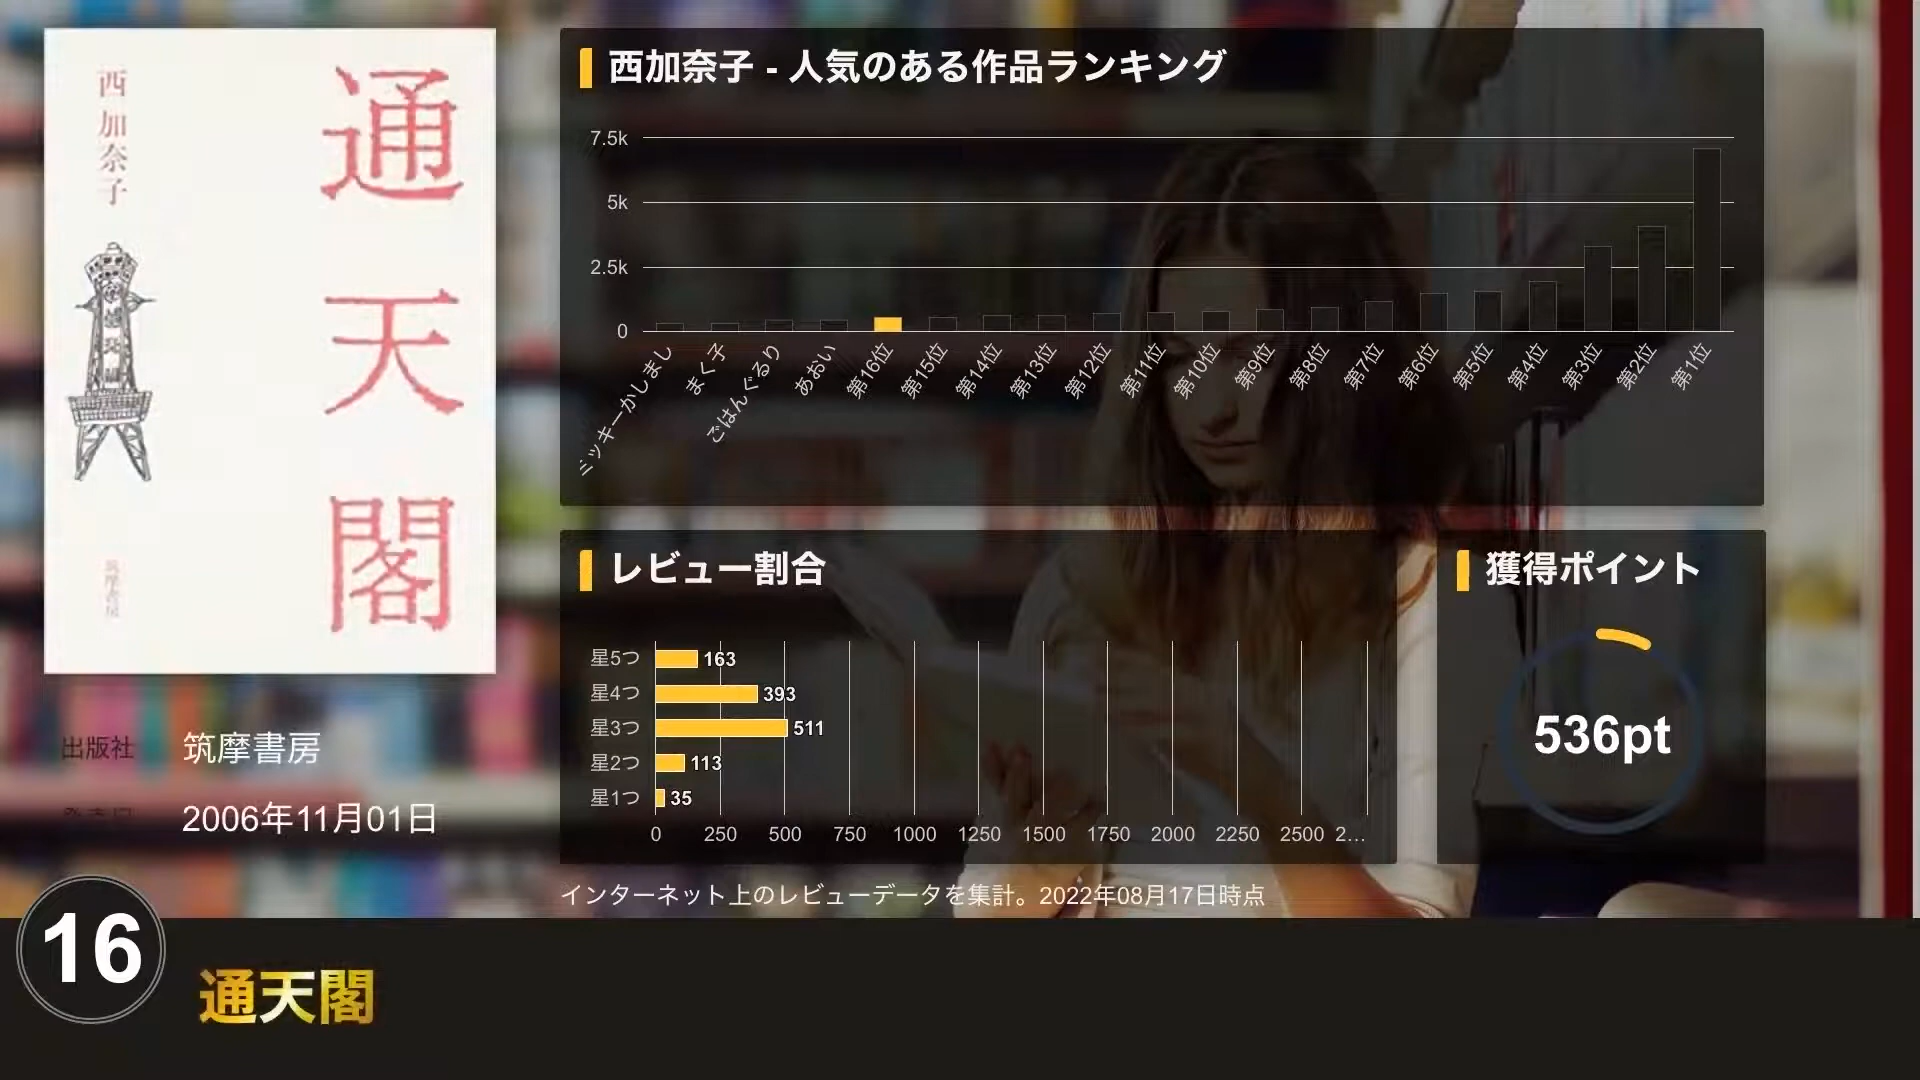 西加奈子
通天閣
筑摩書房
出版社 筑摩書房
2006年11月01日
西加奈子 - 人気のある作品ランキング
7.5k
5k
2.5k
0
ミッキーかしまし
まく子
ごはんぐるり
あおい
第16位
第15位
第14位
第13位
第12位
第11位
第10位
第9位
第8位
第7位
第6位
第5位
第4位
第3位
第2位
第1位
レビュー割合
星5つ 163
星4つ 393
星3つ 511
星2つ 113
星1つ 35
0 250 500 750 1000 1250 1500 1750 2000 2250 2500 2…
獲得ポイント
536pt
インターネット上のレビューデータを集計。2022年08月17日時点
16
通天閣